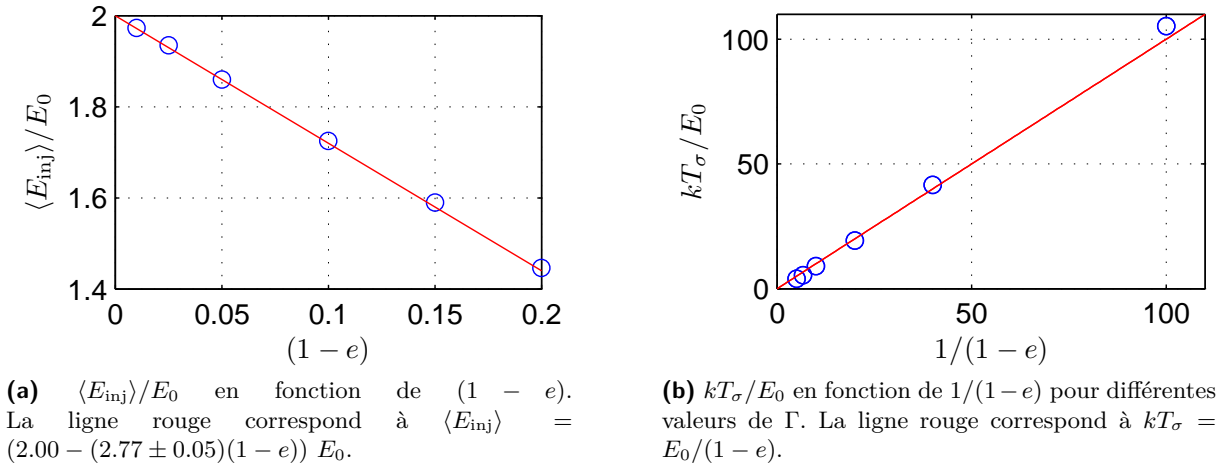 2
1.8
1.6
1.4
⟨E_inj⟩/E_0
0 0.05 0.1 0.15 0.2
(1 − e)
100
50
0
kT_σ/E_0
0 50 100
1/(1 − e)
(a) ⟨E_inj⟩/E_0 en fonction de (1 − e).
La ligne rouge correspond à ⟨E_inj⟩ =
(2.00 − (2.77 ± 0.05)(1 − e)) E_0.
(b) kT_σ/E_0 en fonction de 1/(1−e) pour différentes
valeurs de Γ. La ligne rouge correspond à kT_σ =
E_0/(1 − e).